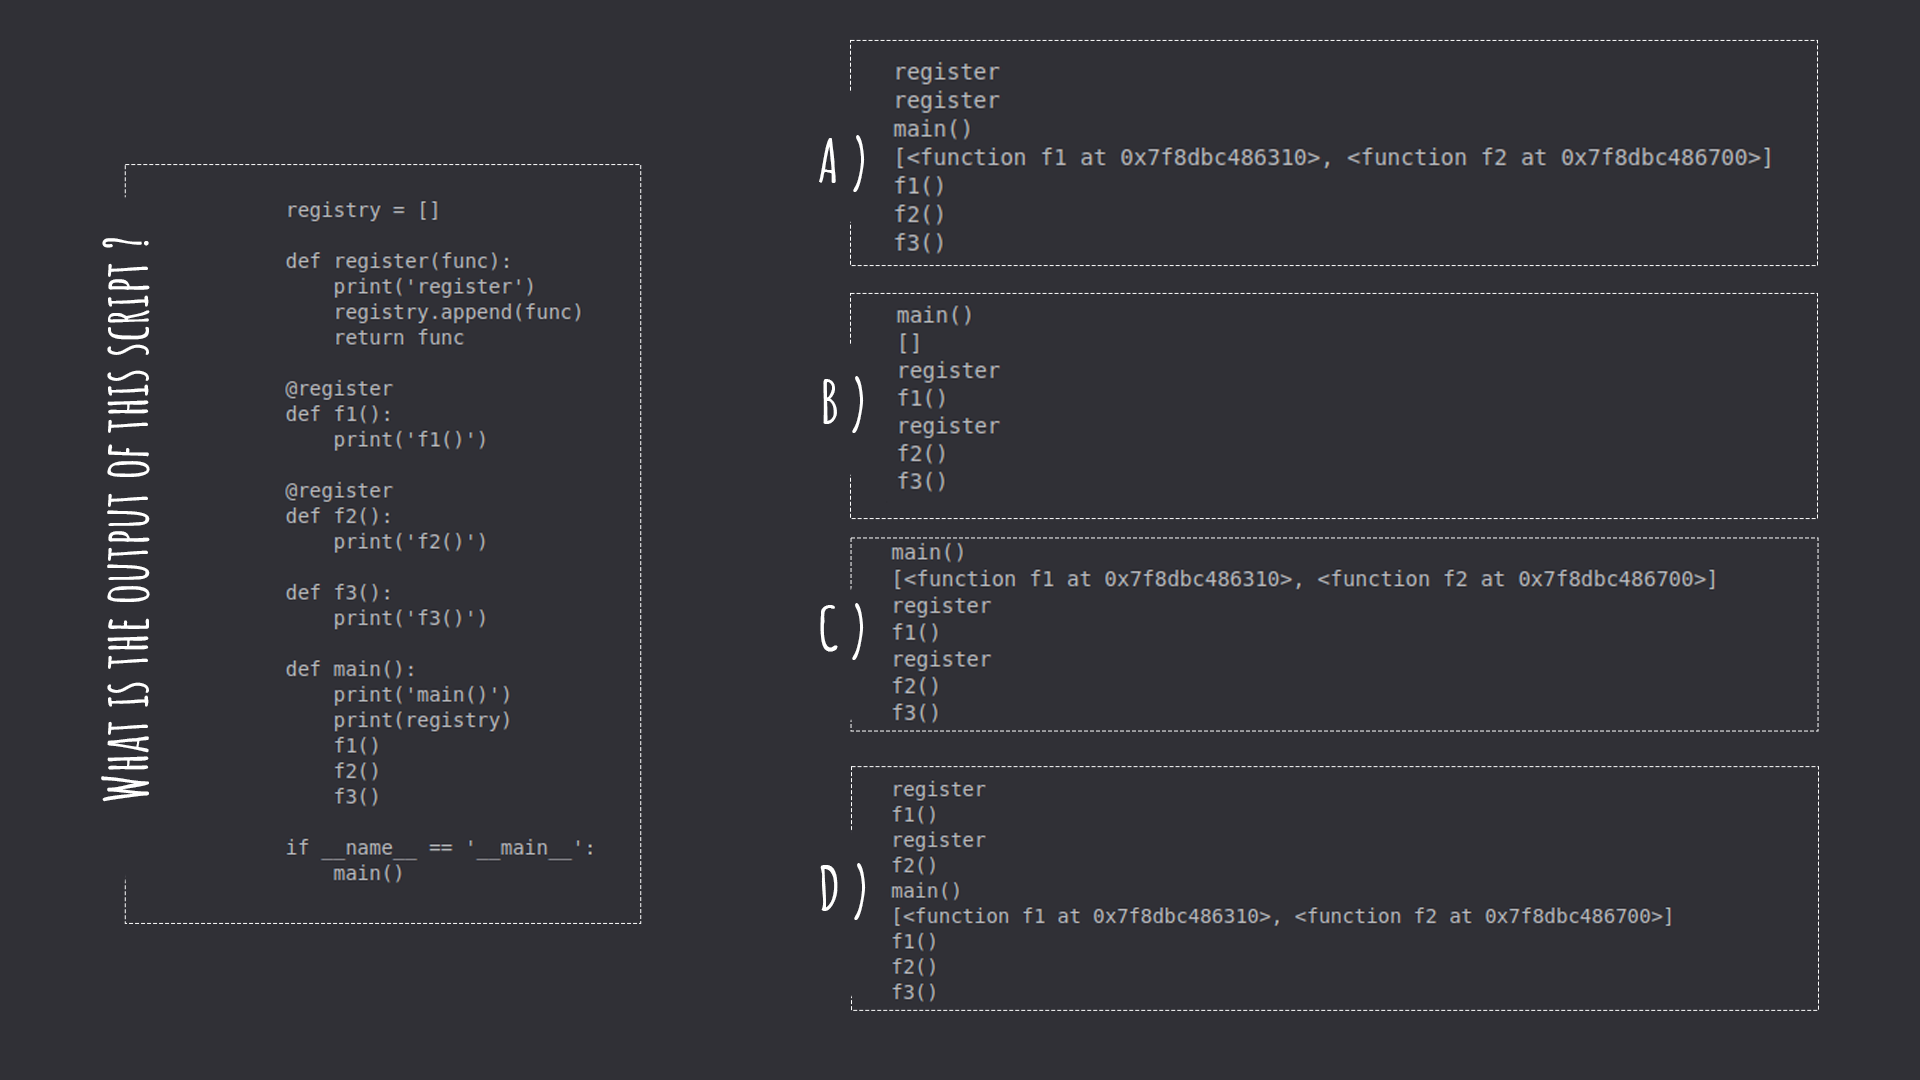 What is the output of this script ?
registry = []
def register(func):
    print('register')
    registry.append(func)
    return func
@register
def f1():
    print('f1()')
@register
def f2():
    print('f2()')
def f3():
    print('f3()')
def main():
    print('main()')
    print(registry)
    f1()
    f2()
    f3()
if __name__ == '__main__':
    main()
A)
register
register
main()
[<function f1 at 0x7f8dbc486310>, <function f2 at 0x7f8dbc486700>]
f1()
f2()
f3()
B)
main()
[]
register
f1()
register
f2()
f3()
C)
main()
[<function f1 at 0x7f8dbc486310>, <function f2 at 0x7f8dbc486700>]
register
f1()
register
f2()
f3()
D)
register
f1()
register
f2()
main()
[<function f1 at 0x7f8dbc486310>, <function f2 at 0x7f8dbc486700>]
f1()
f2()
f3()